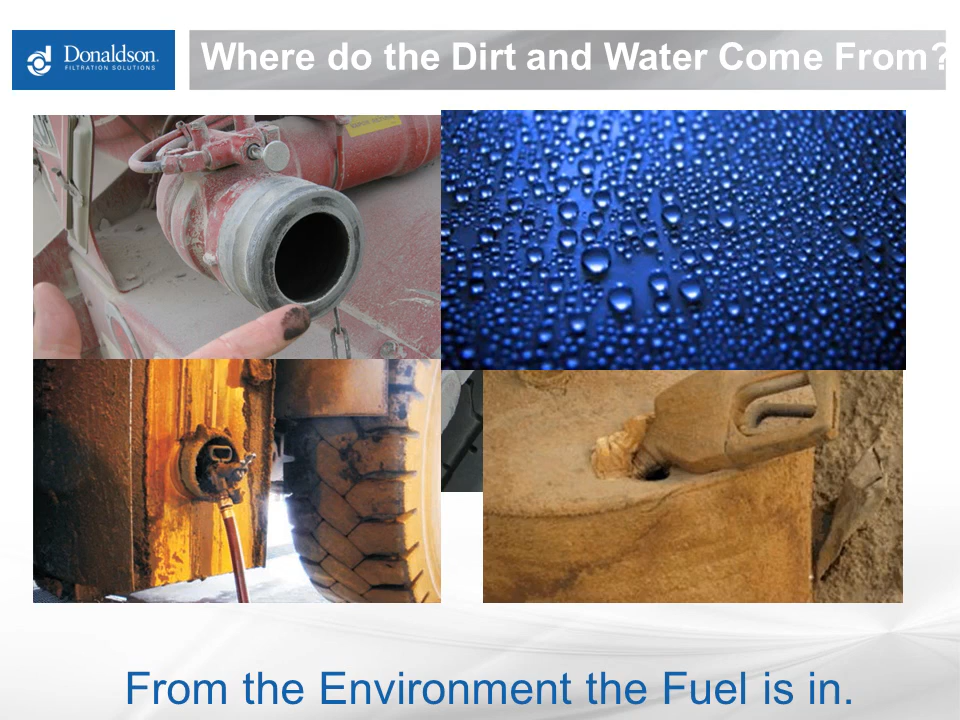 Donaldson.
FILTRATION SOLUTIONS
Where do the Dirt and Water Come From?
From the Environment the Fuel is in.